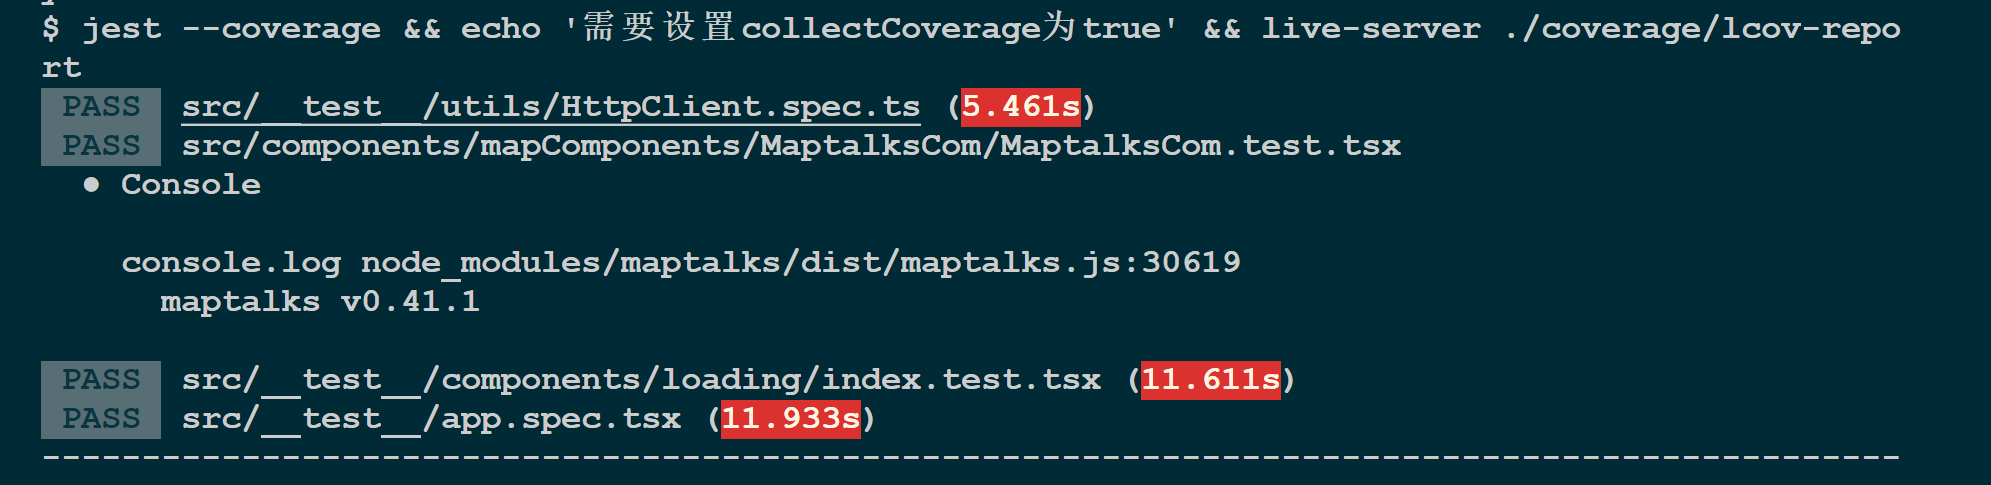 $ jest --coverage && echo '需要设置collectCoverage为true' && live-server ./coverage/lcov-repo
rt
PASS src/__test__/utils/HttpClient.spec.ts (5.461s)
PASS src/components/mapComponents/MaptalksCom/MaptalksCom.test.tsx
● Console
console.log node_modules/maptalks/dist/maptalks.js:30619
maptalks v0.41.1
PASS src/__test__/components/loading/index.test.tsx (11.611s)
PASS src/__test__/app.spec.tsx (11.933s)
---------------------------------------------------------------------------------------------